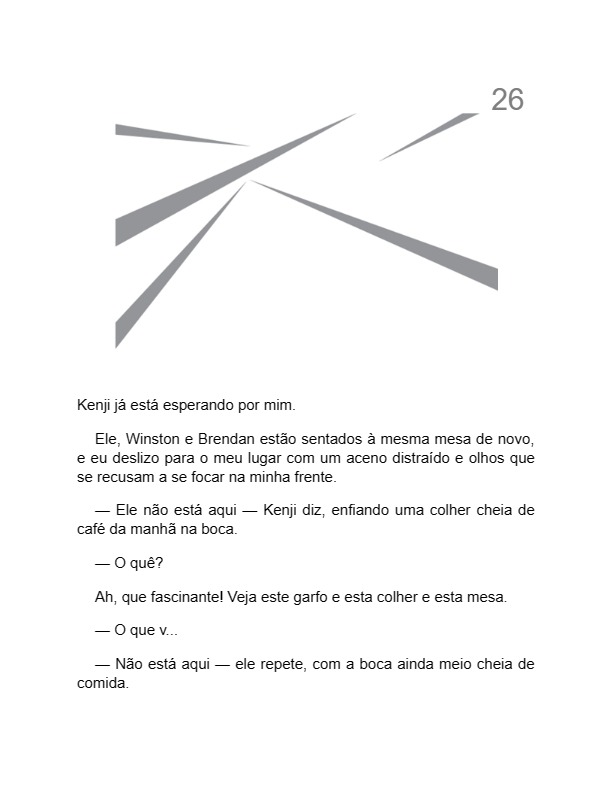 26
Kenji já está esperando por mim.
Ele, Winston e Brendan estão sentados à mesma mesa de novo,
e eu deslizo para o meu lugar com um aceno distraído e olhos que
se recusam a se focar na minha frente.
— Ele não está aqui — Kenji diz, enfiando uma colher cheia de
café da manhã na boca.
— O quê?
Ah, que fascinante! Veja este garfo e esta colher e esta mesa.
— O que v...
— Não está aqui — ele repete, com a boca ainda meio cheia de
comida.